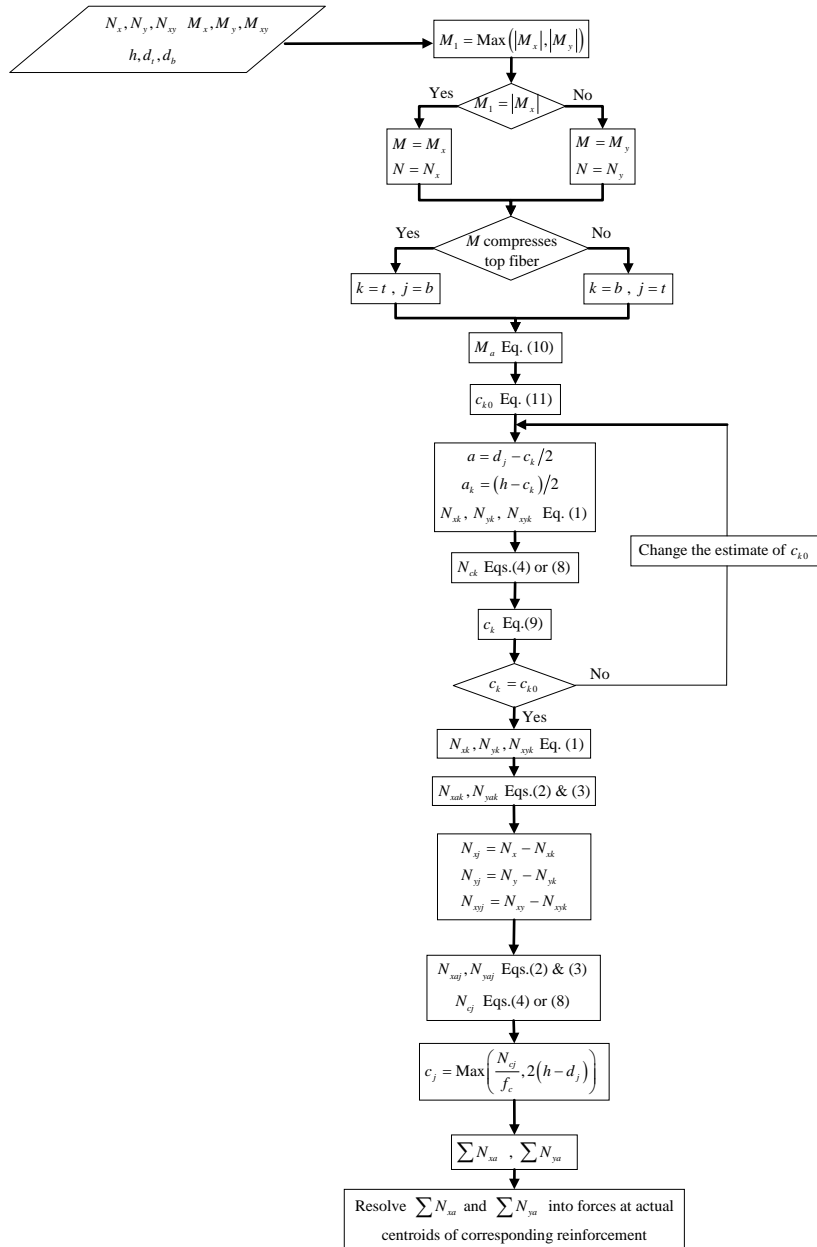 N_x, N_y, N_xy  M_x, M_y, M_xy
h, d_t, d_b
M_1 = Max(|M_x|, |M_y|)
Yes
M_1 = |M_x|
No
M = M_x
N = N_x
M = M_y
N = N_y
Yes
M compresses
top fiber
No
k = t , j = b
k = b , j = t
M_a Eq. (10)
c_k0 Eq. (11)
a = d_j − c_k/2
a_k = (h − c_k)/2
N_xk, N_yk, N_xyk Eq. (1)
Change the estimate of c_k0
N_ck Eqs.(4) or (8)
c_k Eq.(9)
c_k = c_k0
No
Yes
N_xk, N_yk, N_xyk Eq. (1)
N_xak, N_yak Eqs.(2) & (3)
N_xj = N_x − N_xk
N_yj = N_y − N_yk
N_xyj = N_xy − N_xyk
N_xaj, N_yaj Eqs.(2) & (3)
N_cj Eqs.(4) or (8)
c_j = Max(N_cj/f_c, 2(h − d_j))
∑N_xa , ∑N_ya
Resolve ∑N_xa and ∑N_ya into forces at actual
centroids of corresponding reinforcement